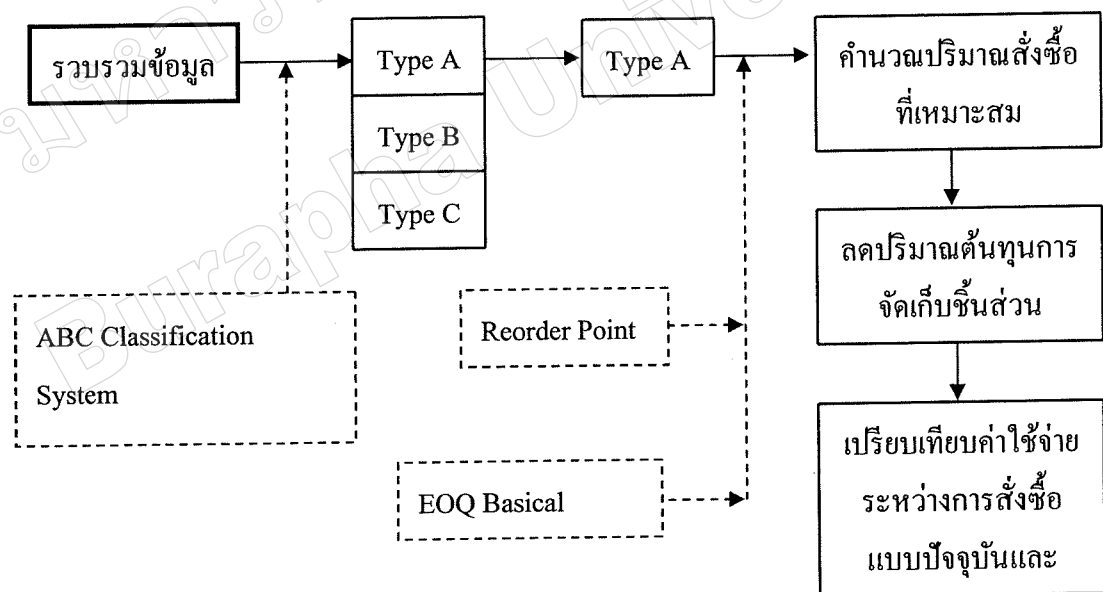 รวบรวมข้อมูล
Type A
Type B
Type C
Type A
คำนวณปริมาณสั่งซื้อ
ที่เหมาะสม
ลดปริมาณต้นทุนการ
จัดเก็บชิ้นส่วน
เปรียบเทียบค่าใช้จ่าย
ระหว่างการสั่งซื้อ
แบบปัจจุบันและ
ABC Classification
System
Reorder Point
EOQ Basical
Burapha Unive